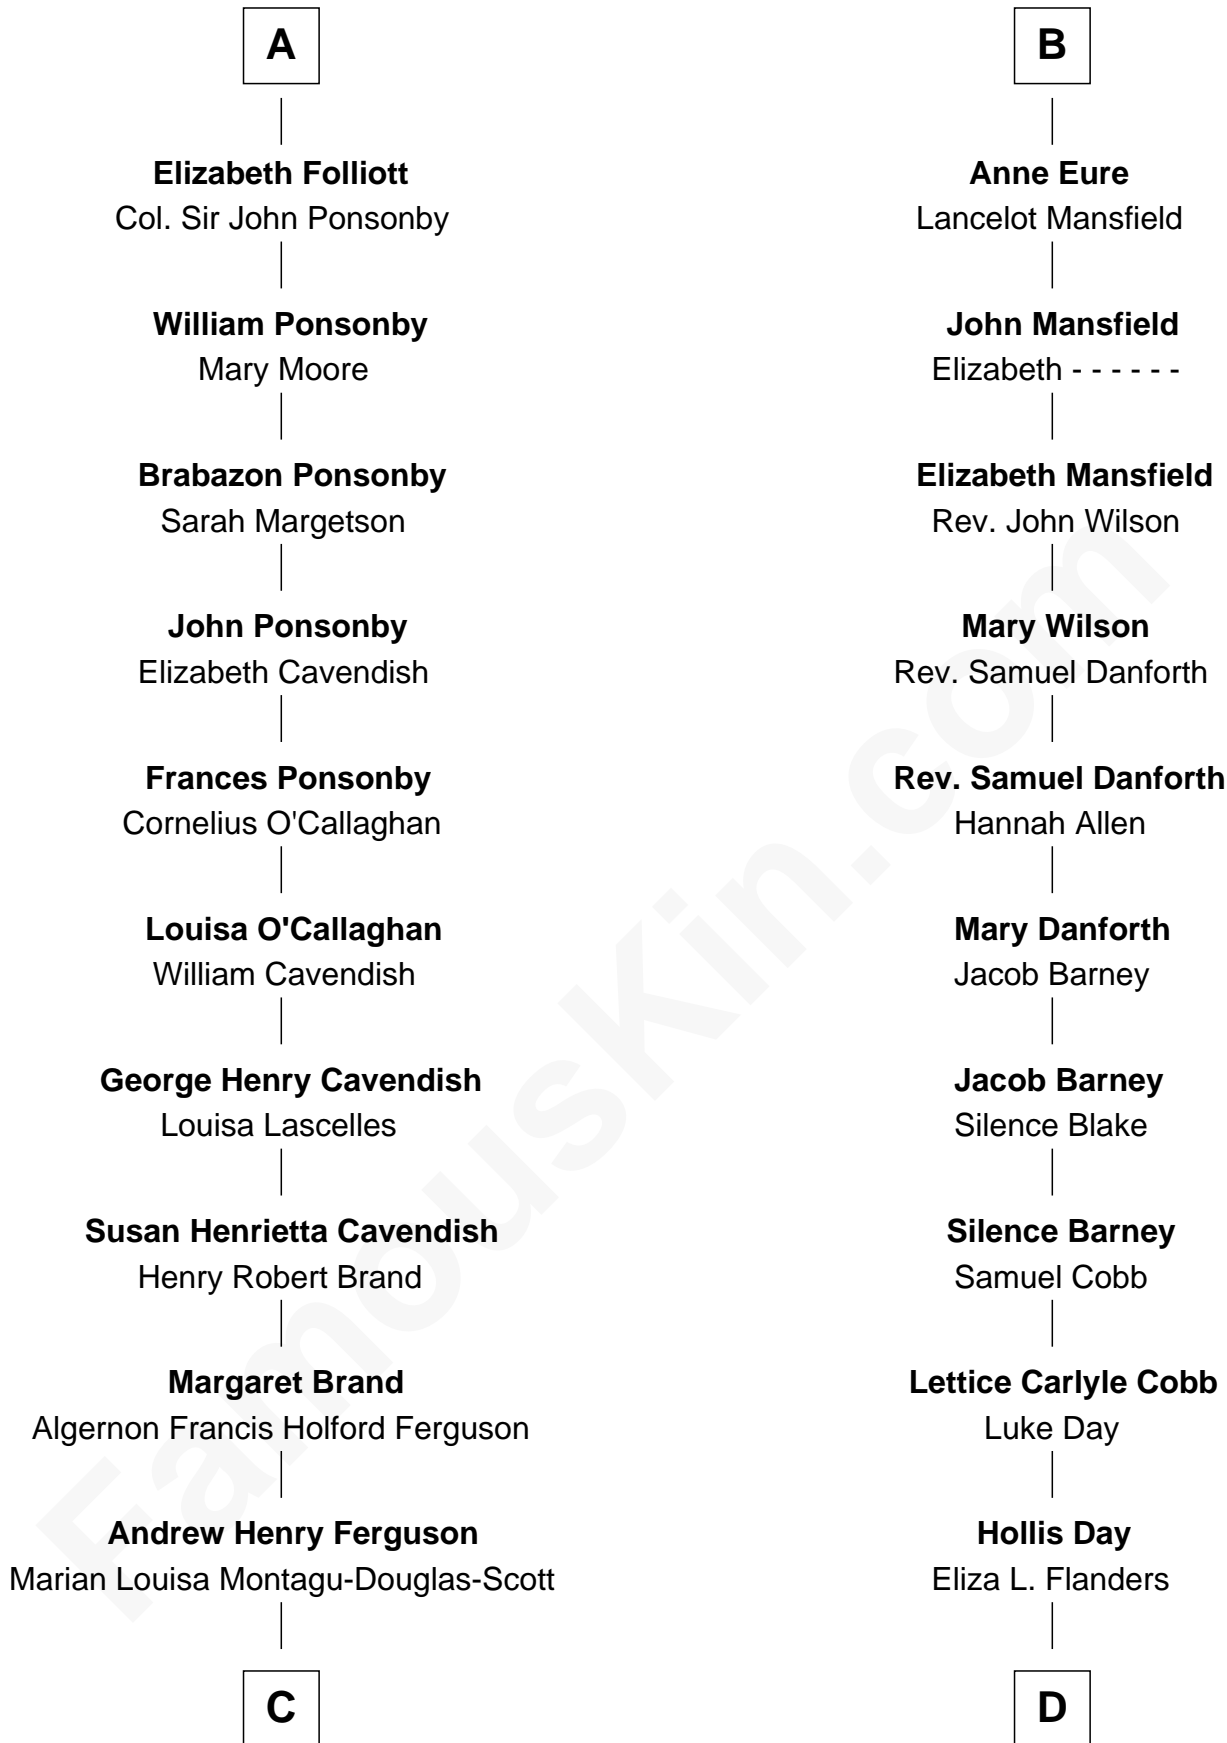 A
Elizabeth Folliott
Col. Sir John Ponsonby
William Ponsonby
Mary Moore
Brabazon Ponsonby
Sarah Margetson
John Ponsonby
Elizabeth Cavendish
Frances Ponsonby
Cornelius O'Callaghan
Louisa O'Callaghan
William Cavendish
George Henry Cavendish
Louisa Lascelles
Susan Henrietta Cavendish
Henry Robert Brand
Margaret Brand
Algernon Francis Holford Ferguson
Andrew Henry Ferguson
Marian Louisa Montagu-Douglas-Scott
C
B
Anne Eure
Lancelot Mansfield
John Mansfield
Elizabeth - - - - - -
Elizabeth Mansfield
Rev. John Wilson
Mary Wilson
Rev. Samuel Danforth
Rev. Samuel Danforth
Hannah Allen
Mary Danforth
Jacob Barney
Jacob Barney
Silence Blake
Silence Barney
Samuel Cobb
Lettice Carlyle Cobb
Luke Day
Hollis Day
Eliza L. Flanders
D
FamousKin.com